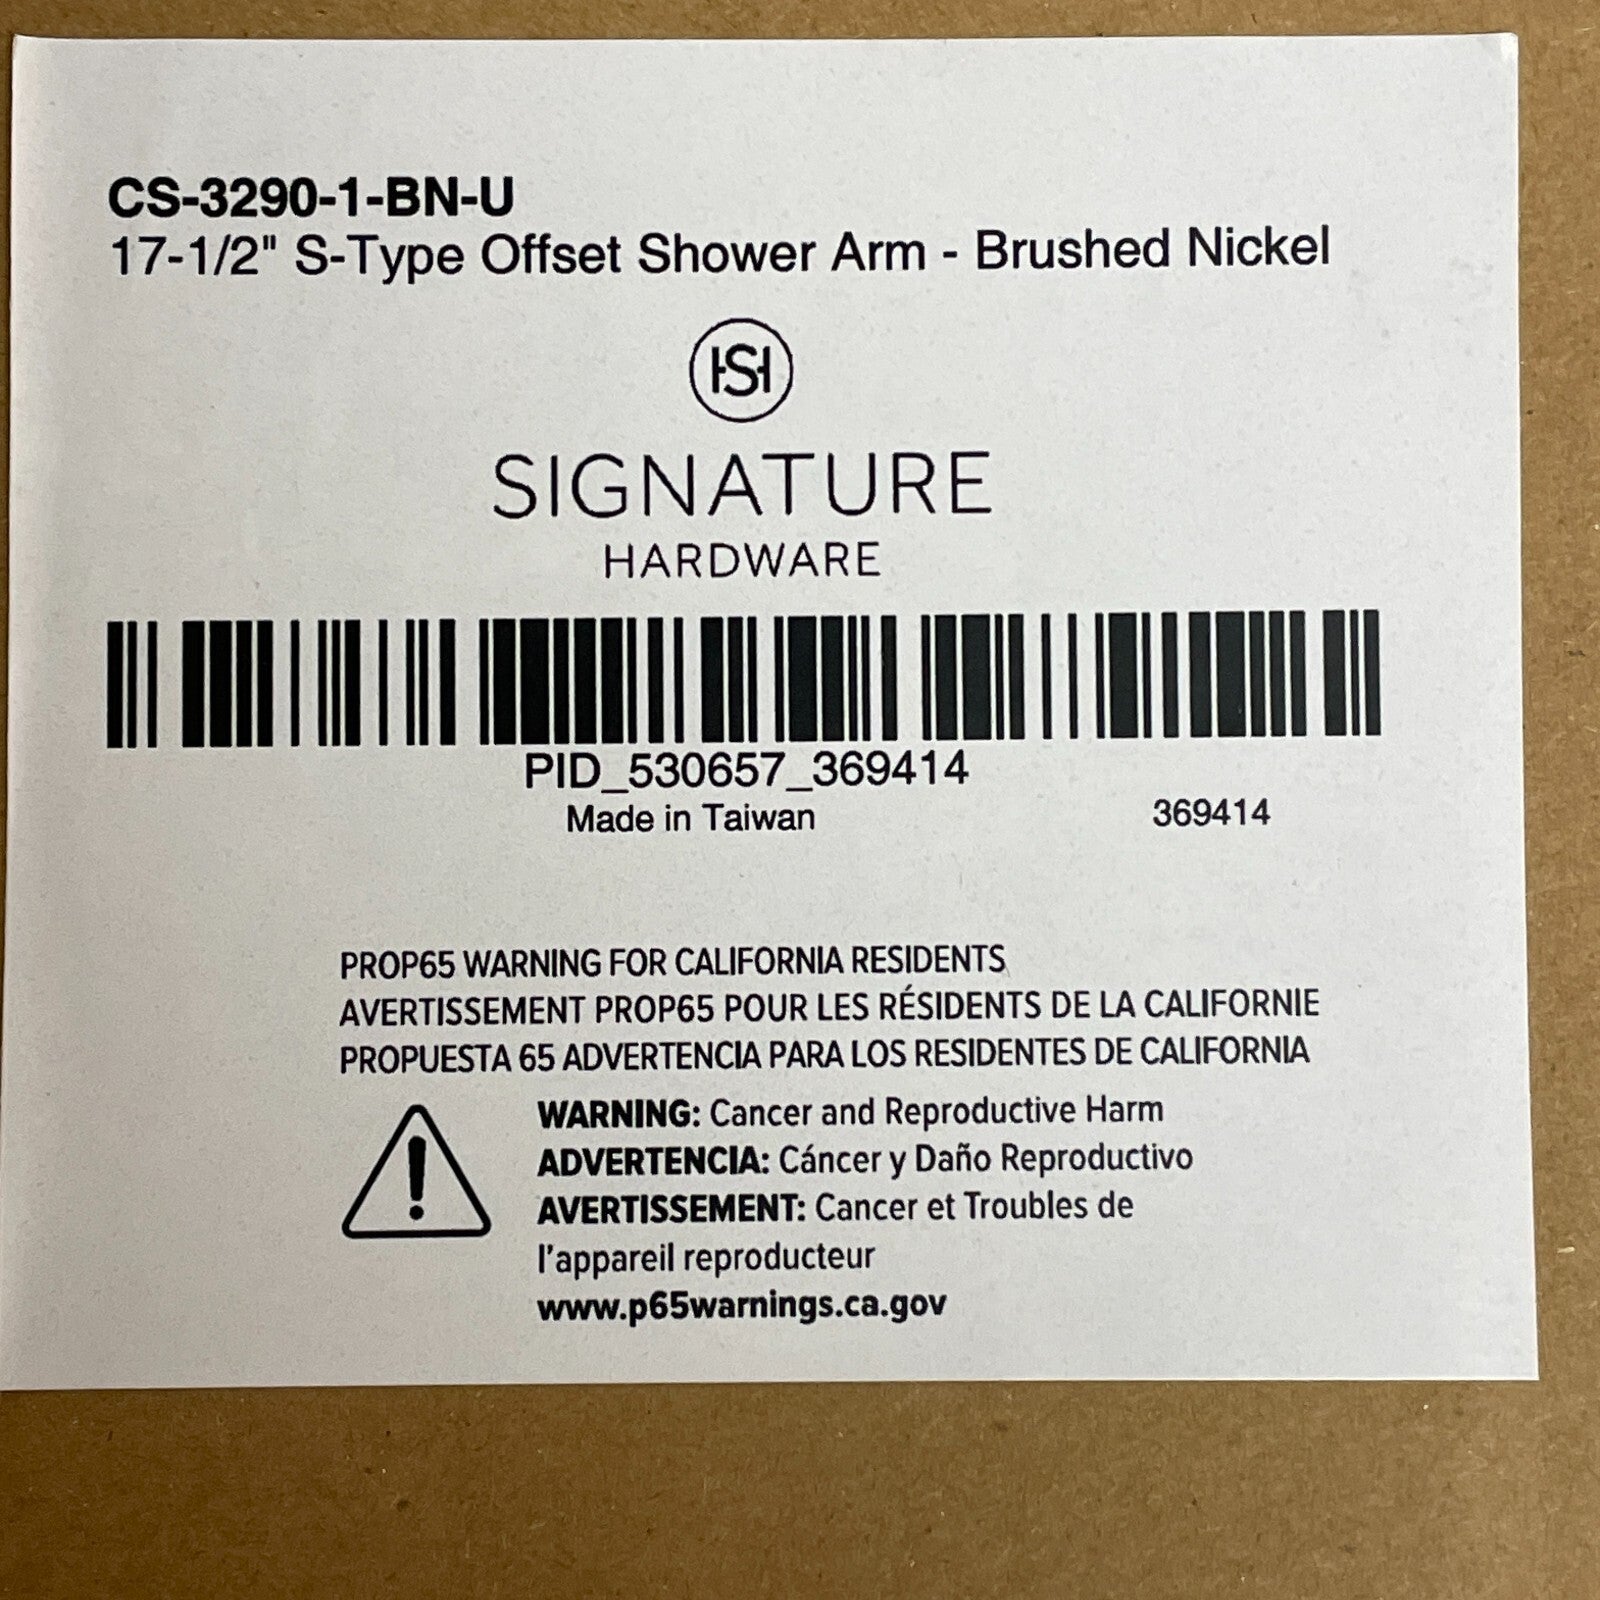 CS-3290-1-BN-U
17-1/2" S-Type Offset Shower Arm - Brushed Nickel
HSH
SIGNATURE
HARDWARE
PID_530657_369414
Made in Taiwan 369414
PROP65 WARNING FOR CALIFORNIA RESIDENTS
AVERTISSEMENT PROP65 POUR LES RÉSIDENTS DE LA CALIFORNIE
PROPUESTA 65 ADVERTENCIA PARA LOS RESIDENTES DE CALIFORNIA
WARNING: Cancer and Reproductive Harm
ADVERTENCIA: Cáncer y Daño Reproductivo
AVERTISSEMENT: Cancer et Troubles de
l'appareil reproducteur
www.p65warnings.ca.gov